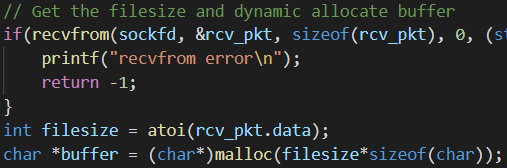 // Get the filesize and dynamic allocate buffer
if(recvfrom(sockfd, &rcv_pkt, sizeof(rcv_pkt), 0, (st
    printf("recvfrom error\n");
    return -1;
}
int filesize = atoi(rcv_pkt.data);
char *buffer = (char*)malloc(filesize*sizeof(char));